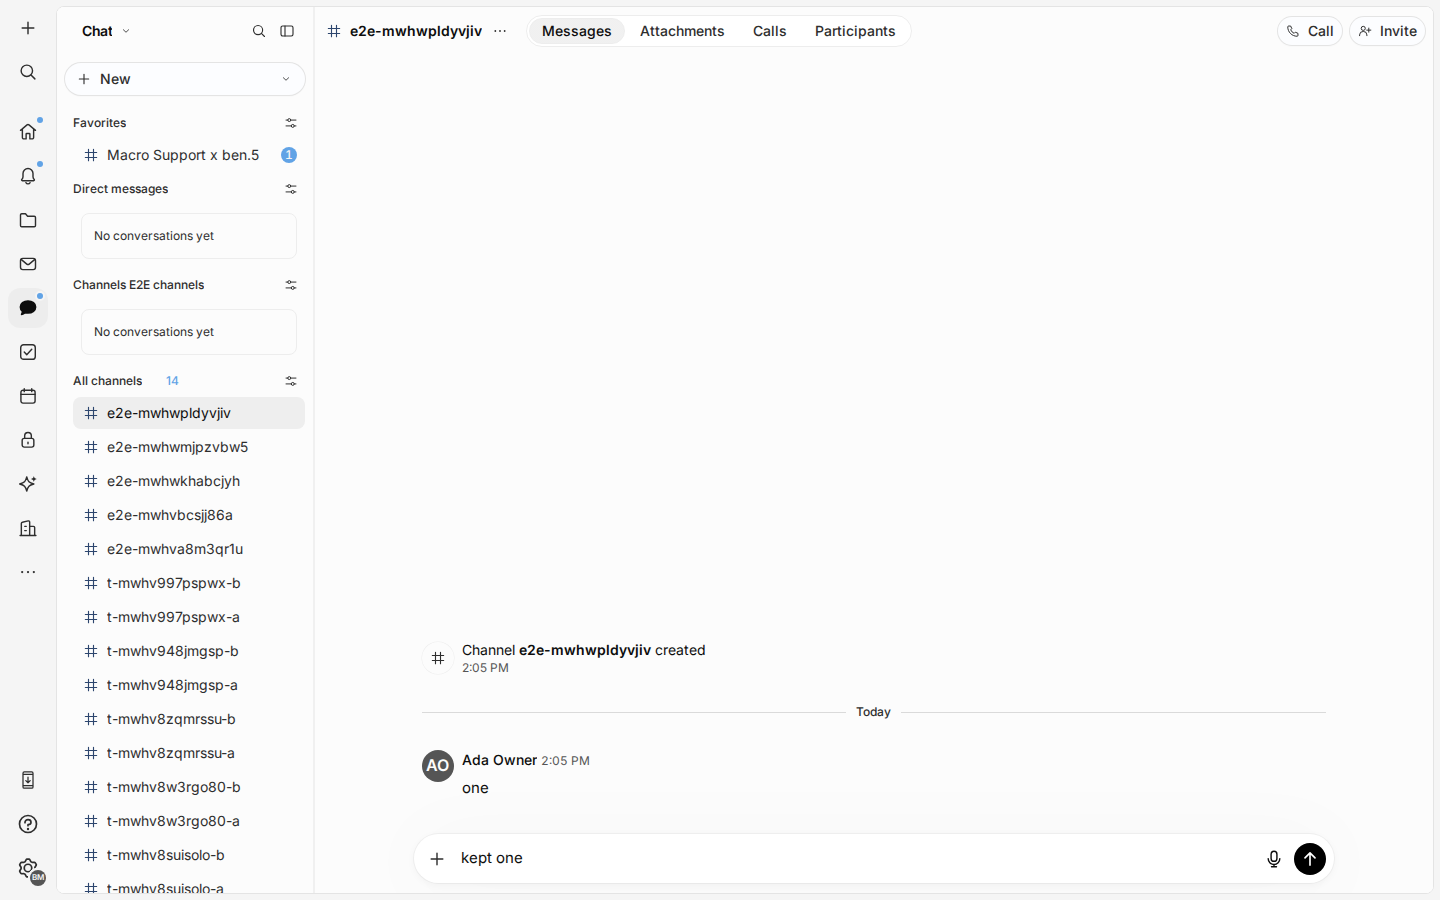 Chat
New
Favorites
Macro Support x ben.5
1
Direct messages
No conversations yet
Channels E2E channels
No conversations yet
All channels 14
e2e-mwhwpldyvjiv
e2e-mwhwmjpzvbw5
e2e-mwhwkhabcjyh
e2e-mwhvbcsjj86a
e2e-mwhva8m3qr1u
t-mwhv997pspwx-b
t-mwhv997pspwx-a
t-mwhv948jmgsp-b
t-mwhv948jmgsp-a
t-mwhv8zqmrssu-b
t-mwhv8zqmrssu-a
t-mwhv8w3rgo80-b
t-mwhv8w3rgo80-a
t-mwhv8suisolo-b
t-mwhv8suisolo-a
BM
e2e-mwhwpldyvjiv
Messages Attachments Calls Participants
Call Invite
Channel e2e-mwhwpldyvjiv created
2:05 PM
Today
AO
Ada Owner 2:05 PM
one
kept one